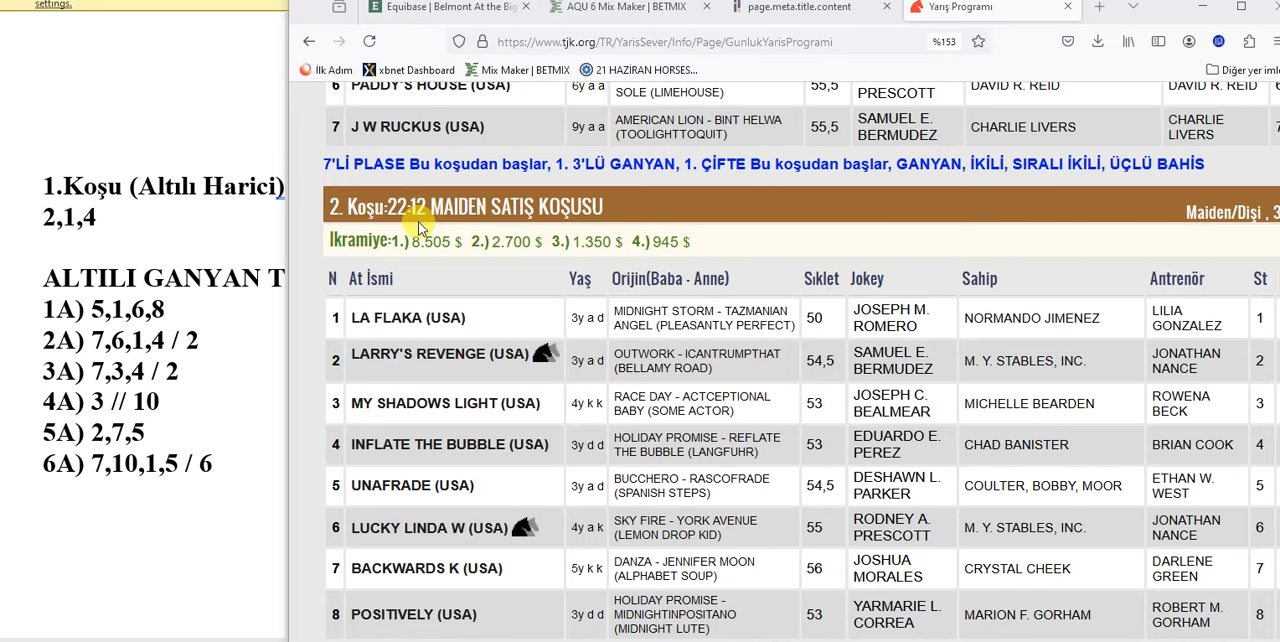 settings.
1.Koşu (Altılı Harici)
2,1,4
ALTILI GANYAN T
1A) 5,1,6,8
2A) 7,6,1,4 / 2
3A) 7,3,4 / 2
4A) 3 // 10
5A) 2,7,5
6A) 7,10,1,5 / 6
Equibase | Belmont At the Big
AQU 6 Mix Maker | BETMIX
page.meta.title.content
Yarış Programı
https://www.tjk.org/TR/YarisSever/Info/Page/GunlukYarisProgrami
%153
İlk Adım
xbnet Dashboard
Mix Maker | BETMIX
21 HAZİRAN HORSES...
Diğer yer imle
6 PADDY'S HOUSE (USA) 6y a a SOLE (LIMEHOUSE) 55,5 PRESCOTT DAVID R. REID DAVID R. REID 6
7 J W RUCKUS (USA) 9y a a AMERICAN LION - BINT HELWA (TOOLIGHTTOQUIT) 55,5 SAMUEL E. BERMUDEZ CHARLIE LIVERS CHARLIE LIVERS 7
7'Lİ PLASE Bu koşudan başlar, 1. 3'LÜ GANYAN, 1. ÇİFTE Bu koşudan başlar, GANYAN, İKİLİ, SIRALI İKİLİ, ÜÇLÜ BAHİS
2. Koşu:22:12 MAIDEN SATIŞ KOŞUSU
Maiden/Dişi , 3
Ikramiye:1.) 8.505 $ 2.) 2.700 $ 3.) 1.350 $ 4.) 945 $
N At İsmi Yaş Orijin(Baba - Anne) Sıklet Jokey Sahip Antrenör St
1 LA FLAKA (USA) 3y a d MIDNIGHT STORM - TAZMANIAN ANGEL (PLEASANTLY PERFECT) 50 JOSEPH M. ROMERO NORMANDO JIMENEZ LILIA GONZALEZ 1
2 LARRY'S REVENGE (USA) 3y a d OUTWORK - ICANTRUMPTHAT (BELLAMY ROAD) 54,5 SAMUEL E. BERMUDEZ M. Y. STABLES, INC. JONATHAN NANCE 2
3 MY SHADOWS LIGHT (USA) 4y k k RACE DAY - ACTCEPTIONAL BABY (SOME ACTOR) 53 JOSEPH C. BEALMEAR MICHELLE BEARDEN ROWENA BECK 3
4 INFLATE THE BUBBLE (USA) 3y d d HOLIDAY PROMISE - REFLATE THE BUBBLE (LANGFUHR) 53 EDUARDO E. PEREZ CHAD BANISTER BRIAN COOK 4
5 UNAFRADE (USA) 3y a d BUCCHERO - RASCOFRADE (SPANISH STEPS) 54,5 DESHAWN L. PARKER COULTER, BOBBY, MOOR ETHAN W. WEST 5
6 LUCKY LINDA W (USA) 4y a k SKY FIRE - YORK AVENUE (LEMON DROP KID) 55 RODNEY A. PRESCOTT M. Y. STABLES, INC. JONATHAN NANCE 6
7 BACKWARDS K (USA) 5y k k DANZA - JENNIFER MOON (ALPHABET SOUP) 56 JOSHUA MORALES CRYSTAL CHEEK DARLENE GREEN 7
8 POSITIVELY (USA) 3y d d HOLIDAY PROMISE - MIDNIGHTINPOSITANO (MIDNIGHT LUTE) 53 YARMARIE L. CORREA MARION F. GORHAM ROBERT M. GORHAM 8